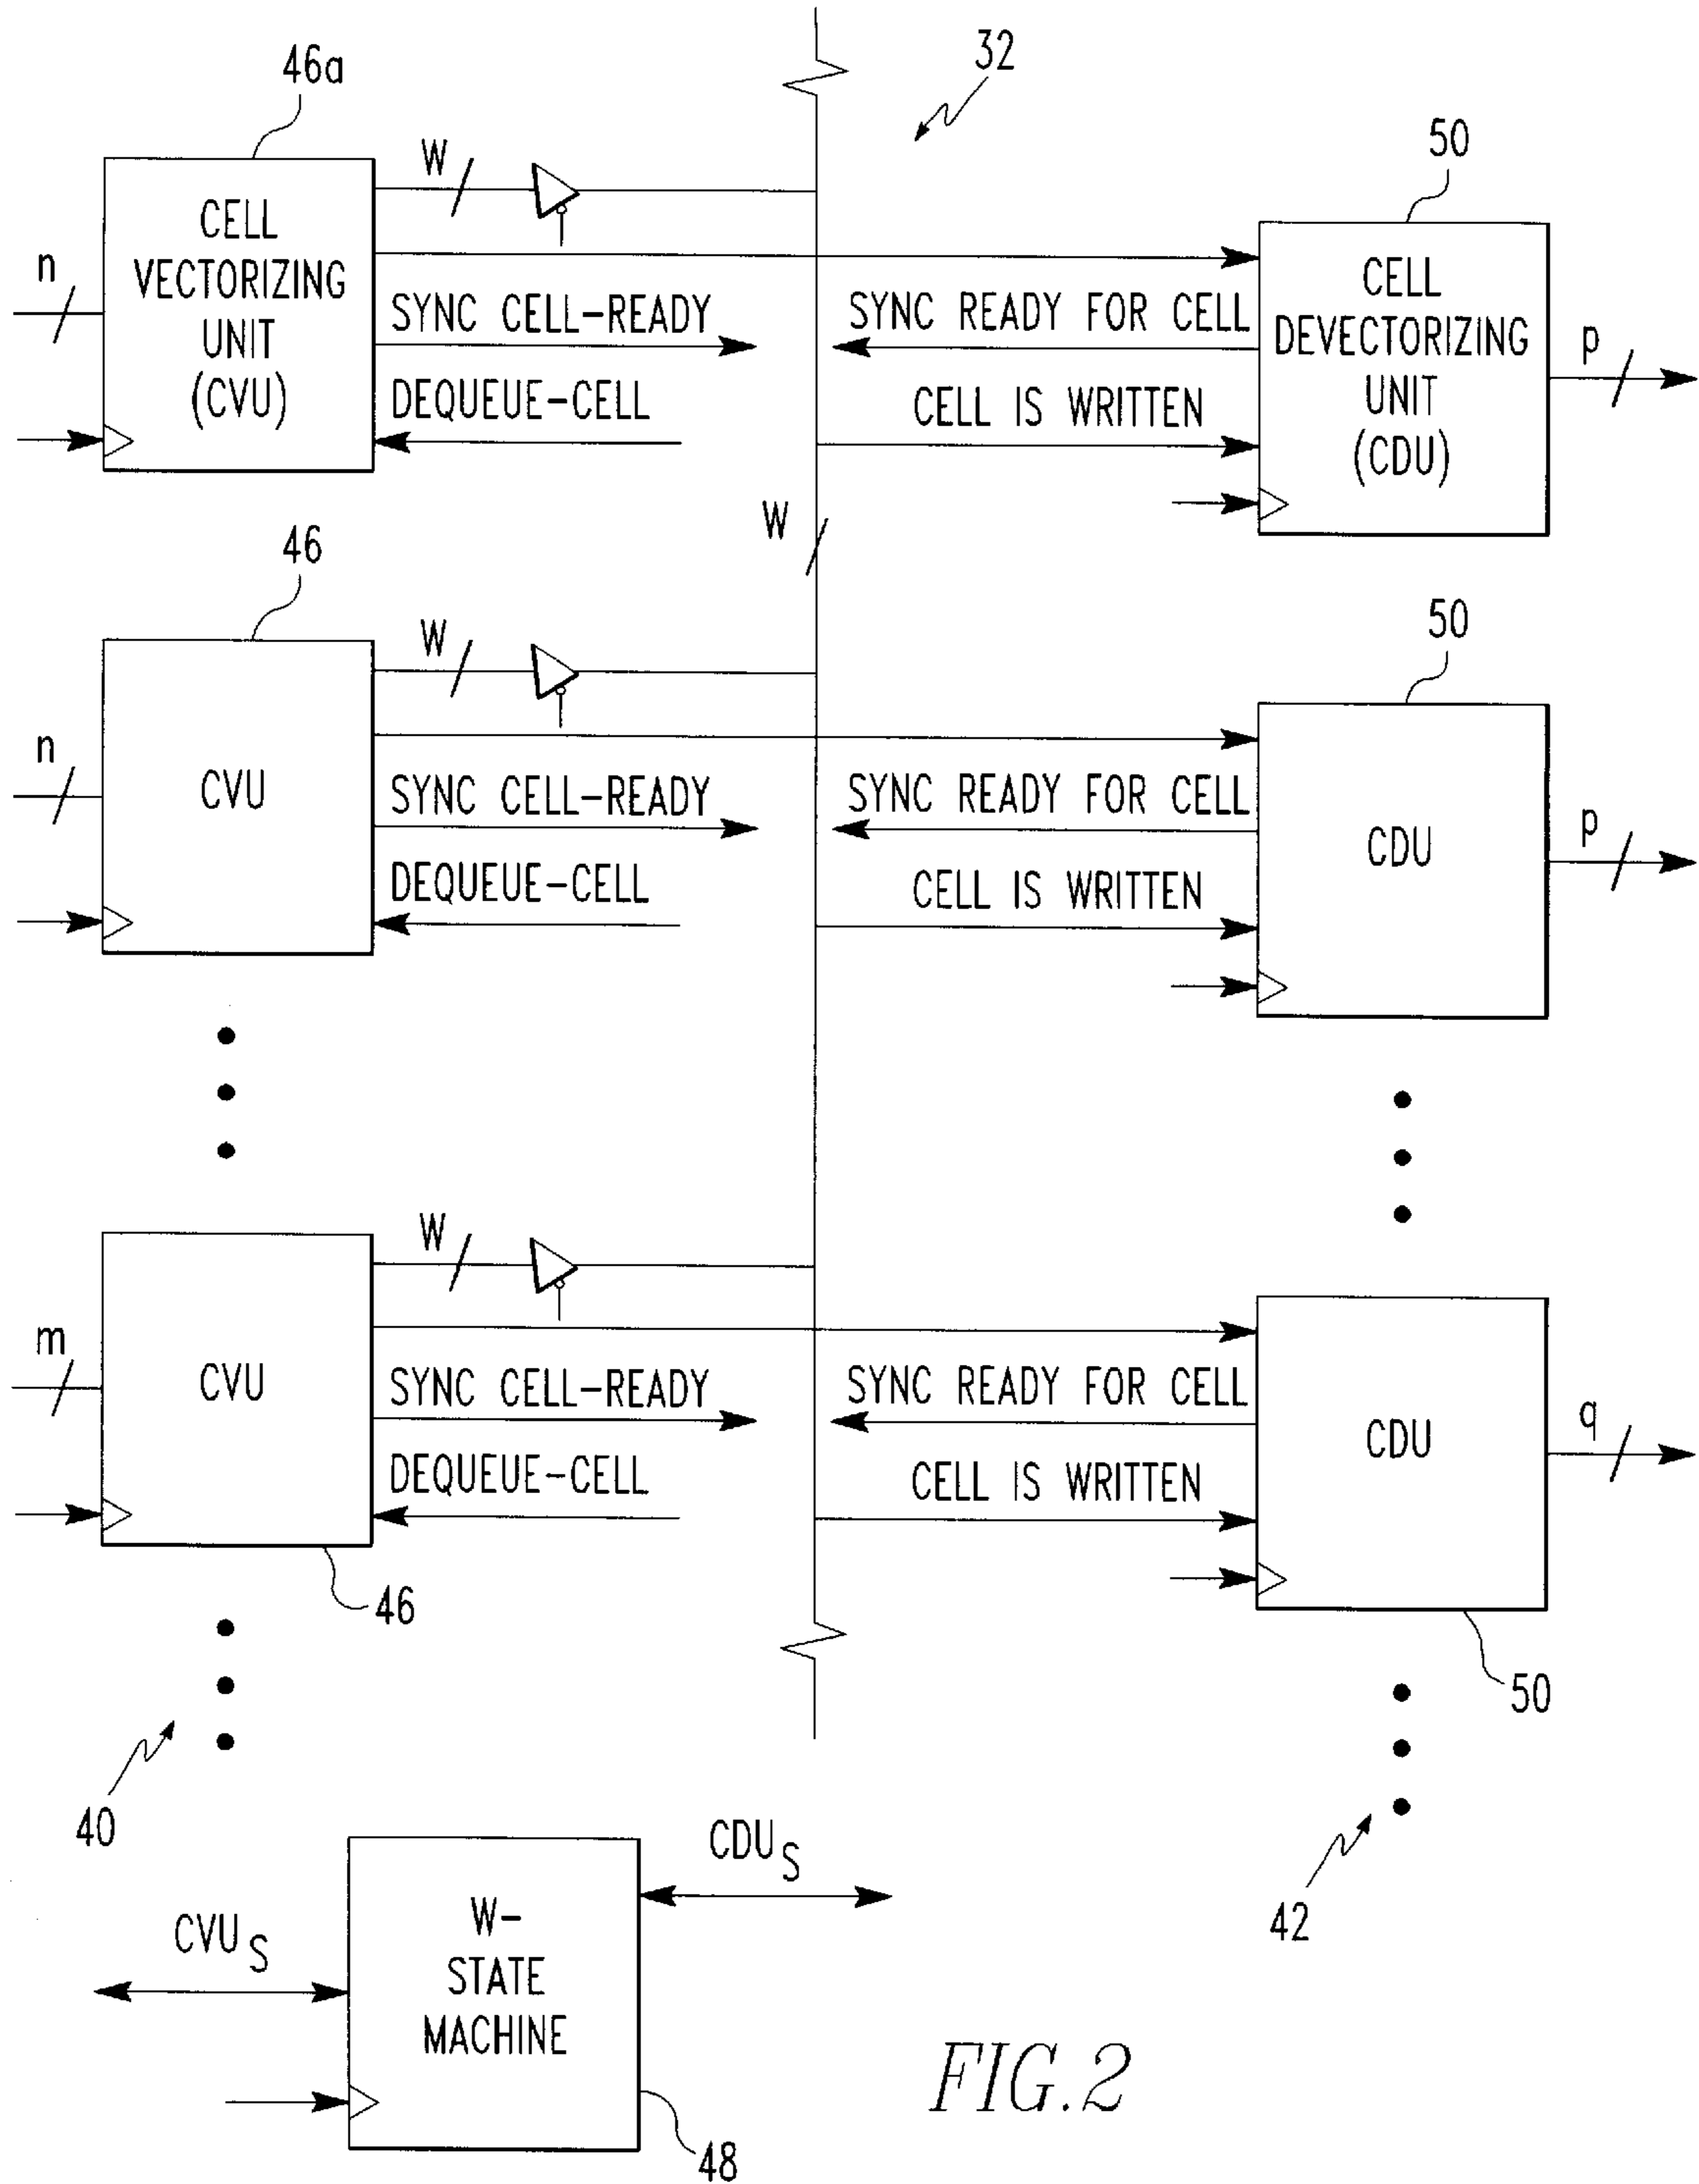 32
46a
W
50
CELL
VECTORIZING
UNIT
(CVU)
n
SYNC CELL-READY
DEQUEUE-CELL
SYNC READY FOR CELL
CELL IS WRITTEN
CELL
DEVECTORIZING
UNIT
(CDU)
p
W
46
W
50
n
CVU
SYNC CELL-READY
DEQUEUE-CELL
SYNC READY FOR CELL
CELL IS WRITTEN
CDU
p
W
m
CVU
SYNC CELL-READY
DEQUEUE-CELL
SYNC READY FOR CELL
CELL IS WRITTEN
CDU
q
46
50
40
42
CVUS
W-
STATE
MACHINE
CDUS
48
FIG.2